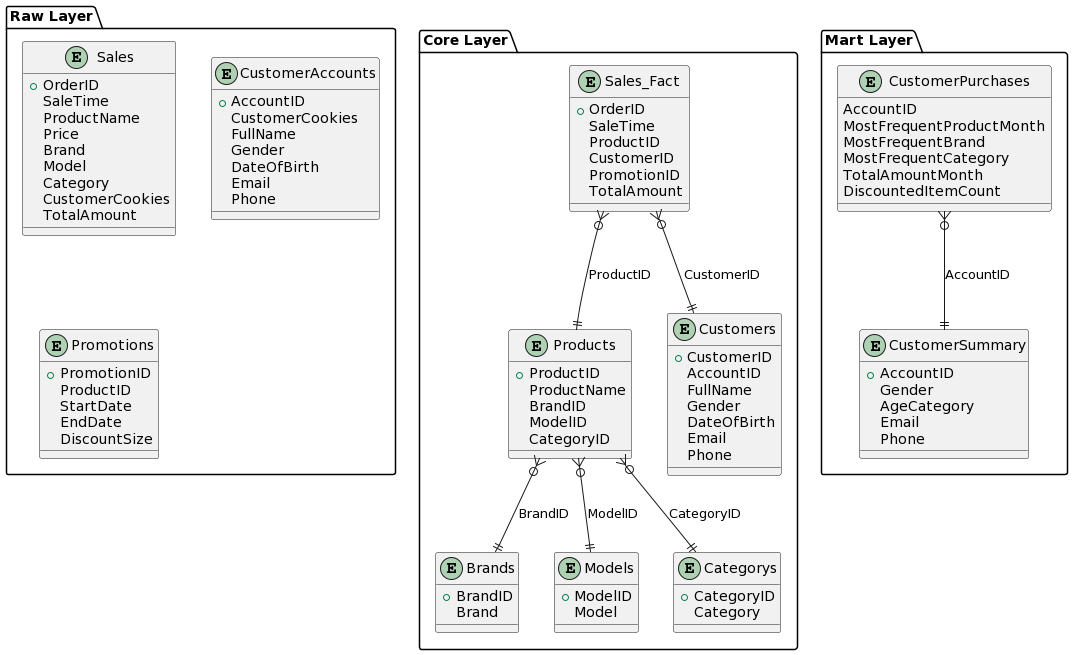 Raw Layer
E Sales
OrderID
SaleTime
ProductName
Price
Brand
Model
Category
CustomerCookies
TotalAmount
E CustomerAccounts
AccountID
CustomerCookies
FullName
Gender
DateOfBirth
Email
Phone
E Promotions
PromotionID
ProductID
StartDate
EndDate
DiscountSize
Core Layer
E Sales_Fact
OrderID
SaleTime
ProductID
CustomerID
PromotionID
TotalAmount
ProductID
CustomerID
E Products
ProductID
ProductName
BrandID
ModelID
CategoryID
E Customers
CustomerID
AccountID
FullName
Gender
DateOfBirth
Email
Phone
BrandID
ModelID
CategoryID
E Brands
BrandID
Brand
E Models
ModelID
Model
E Categorys
CategoryID
Category
Mart Layer
E CustomerPurchases
AccountID
MostFrequentProductMonth
MostFrequentBrand
MostFrequentCategory
TotalAmountMonth
DiscountedItemCount
AccountID
E CustomerSummary
AccountID
Gender
AgeCategory
Email
Phone